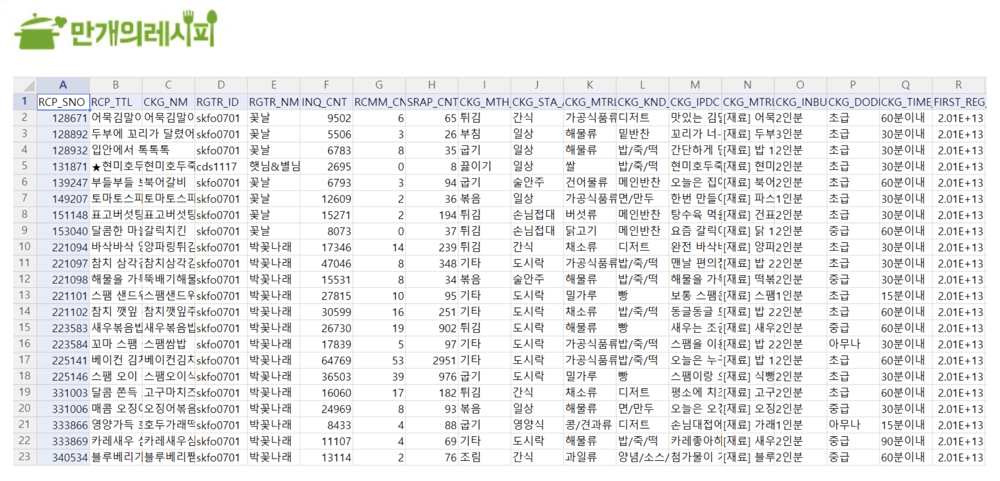 만개의레시피
A B C D E F G H I J K L M N O P Q R
1 RCP_SNO RCP_TTL CKG_NM RGTR_ID RGTR_NM INQ_CNT RCMM_CN SRAP_CNT CKG_MTH_ CKG_STA_ CKG_MTRL CKG_KND_ CKG_IPDC CKG_MTRL CKG_INBU CKG_DODF CKG_TIME_ FIRST_REG_
2 128671 어묵김말이 어묵김말이 skfo0701 꽃날 9502 6 65 튀김 간식 가공식품류 디저트 맛있는 김말 [재료] 어묵 2인분 초급 60분이내 2.01E+13
3 128892 두부에 꼬리가 달렸어 skfo0701 꽃날 5506 3 26 부침 일상 해물류 밑반찬 꼬리가 너- [재료] 두부 3인분 초급 30분이내 2.01E+13
4 128932 입안에서 톡톡톡 skfo0701 꽃날 6783 8 35 굽기 일상 해물류 밥/죽/떡 간단하게 [재료] 밥 1 2인분 초급 30분이내 2.01E+13
5 131871 ★현미호두 현미호두죽 cds1117 햇님&별님 2695 0 8 끓이기 일상 쌀 밥/죽/떡 현미호두죽 [재료] 현미 2인분 초급 30분이내 2.01E+13
6 139247 부들부들 북어갈비 skfo0701 꽃날 6793 3 94 굽기 술안주 건어물류 메인반찬 오늘은 집에 [재료] 북어 2인분 초급 60분이내 2.01E+13
7 149207 토마토스파 토마토스파 skfo0701 꽃날 12609 2 36 볶음 일상 가공식품류 면/만두 한번 만들어 [재료] 파스 1인분 초급 30분이내 2.01E+13
8 151148 표고버섯탕 표고버섯탕 skfo0701 꽃날 15271 2 194 튀김 손님접대 버섯류 메인반찬 탕수육 먹을 [재료] 건표 2인분 초급 30분이내 2.01E+13
9 153040 달콤한 마늘 갈릭치킨 skfo0701 꽃날 8073 0 37 튀김 손님접대 닭고기 메인반찬 요즘 갈릭이 [재료] 닭 1 2인분 중급 60분이내 2.01E+13
10 221094 바삭바삭 양파링튀김 skfo0701 박꽃나래 17346 14 239 튀김 간식 채소류 디저트 완전 바삭바 [재료] 양파 2인분 초급 30분이내 2.01E+13
11 221097 참치 삼각김 참치삼각김 skfo0701 박꽃나래 47046 8 348 기타 도시락 가공식품류 밥/죽/떡 맨날 편의점 [재료] 밥 2 2인분 초급 30분이내 2.01E+13
12 221098 해물을 가득 뚝배기해물 skfo0701 박꽃나래 15531 8 34 볶음 술안주 해물류 밥/죽/떡 해물을 가득 [재료] 떡볶 2인분 중급 30분이내 2.01E+13
13 221101 스팸 샌드위 스팸샌드위 skfo0701 박꽃나래 27815 10 95 기타 도시락 밀가루 빵 보통 스팸은 [재료] 스팸 1인분 초급 15분이내 2.01E+13
14 221102 참치 깻잎 참치깻잎주 skfo0701 박꽃나래 30599 16 251 기타 도시락 채소류 밥/죽/떡 동글동글 [재료] 밥 2 2인분 초급 60분이내 2.01E+13
15 223583 새우볶음밥 새우볶음밥 skfo0701 박꽃나래 26730 19 902 튀김 도시락 해물류 빵 새우는 조금 [재료] 새우 2인분 중급 60분이내 2.01E+13
16 223584 꼬마 스팸 스팸쌈밥 skfo0701 박꽃나래 17839 5 97 기타 도시락 가공식품류 밥/죽/떡 스팸을 이용 [재료] 밥 2 2인분 아무나 30분이내 2.01E+13
17 225141 베이컨 김치 베이컨김치 skfo0701 박꽃나래 64769 53 2951 기타 도시락 가공식품류 밥/죽/떡 오늘은 누구 [재료] 밥 1 2인분 초급 60분이내 2.01E+13
18 225146 스팸 오이 스팸오이식 skfo0701 박꽃나래 36503 39 976 굽기 도시락 밀가루 빵 스팸이랑 [재료] 식빵 2인분 초급 30분이내 2.01E+13
19 331003 달콤 쫀득 고구마치즈 skfo0701 박꽃나래 16060 17 182 튀김 간식 채소류 디저트 평소에 치즈 [재료] 고구 2인분 초급 60분이내 2.01E+13
20 331006 매콤 오징어 오징어볶음 skfo0701 박꽃나래 24969 8 93 볶음 일상 해물류 면/만두 오늘은 오징 [재료] 오징 2인분 중급 30분이내 2.01E+13
21 333866 영양가득 호두가래떡 skfo0701 박꽃나래 8433 4 88 굽기 영양식 콩/견과류 디저트 손님대접에 [재료] 가래 1인분 아무나 15분이내 2.01E+13
22 333869 카레새우 카레새우삼 skfo0701 박꽃나래 11107 4 69 기타 도시락 해물류 밥/죽/떡 카레좋아하 [재료] 새우 2인분 중급 90분이내 2.01E+13
23 340534 블루베리가 블루베리쨈 skfo0701 박꽃나래 13114 2 76 조림 간식 과일류 양념/소스/ 첨가물이 [재료] 블루 2인분 중급 60분이내 2.01E+13